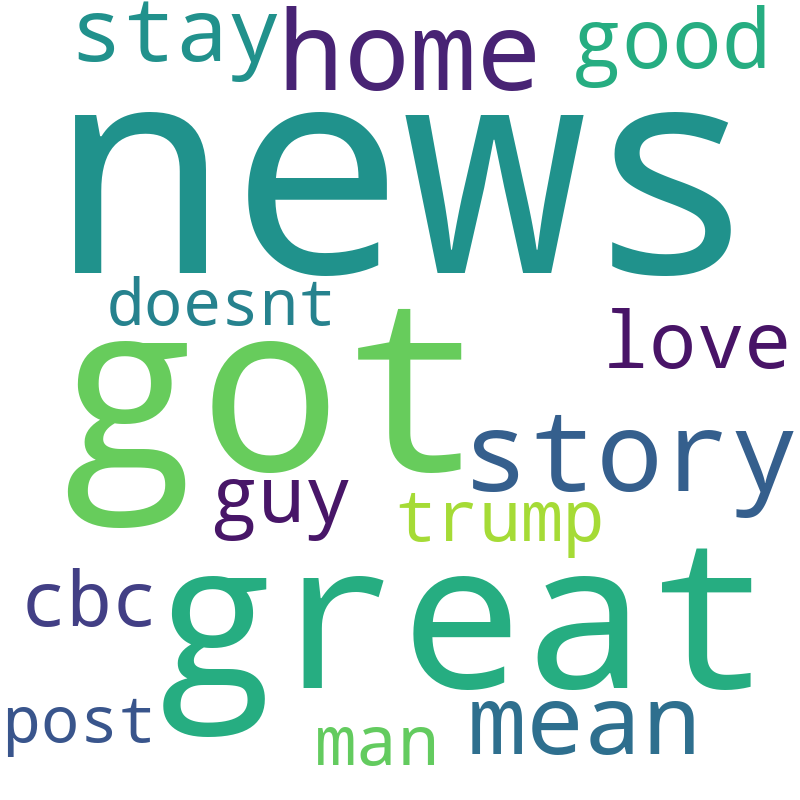 stay home good
news
doesnt
got love
story
guy trump
cbc great
post man mean